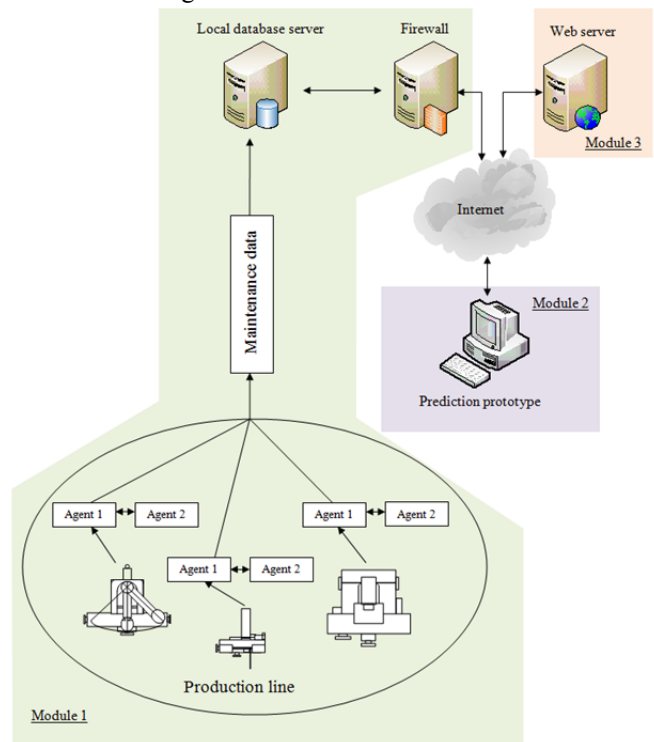 Local database server
Firewall
Web server
Module 3
Internet
Maintenance data
Module 2
Prediction prototype
Agent 1
Agent 2
Agent 1
Agent 2
Agent 1
Agent 2
Production line
Module 1